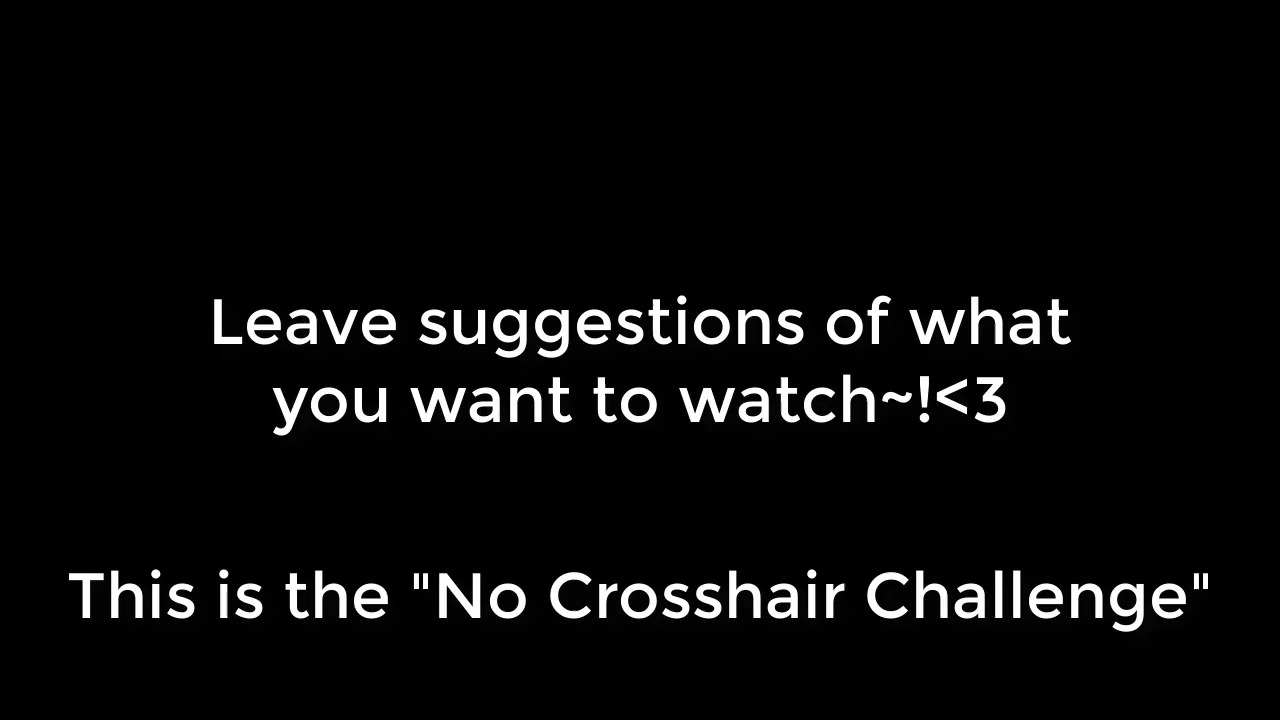 Leave suggestions of what
you want to watch~!<3
This is the "No Crosshair Challenge"